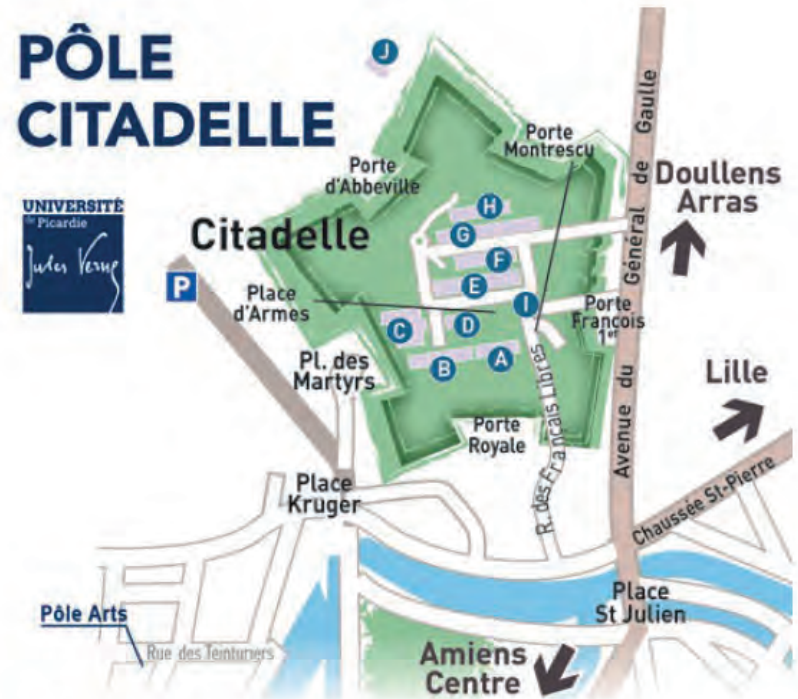 PÔLE
CITADELLE
UNIVERSITÉ
de Picardie
Jules Verne
J
Porte
Montrescu
Porte
d'Abbeville
Citadelle
H
G
F
E
I
D
C
B
A
P
Place
d'Armes
Pl. des
Martyrs
Porte
François
1er
Porte
Royale
R. des Français Libres
Avenue du Général de Gaulle
Doullens
Arras
Lille
Chaussée St-Pierre
Place
Kruger
Place
St Julien
Pôle Arts
Rue des Teinturiers
Amiens
Centre